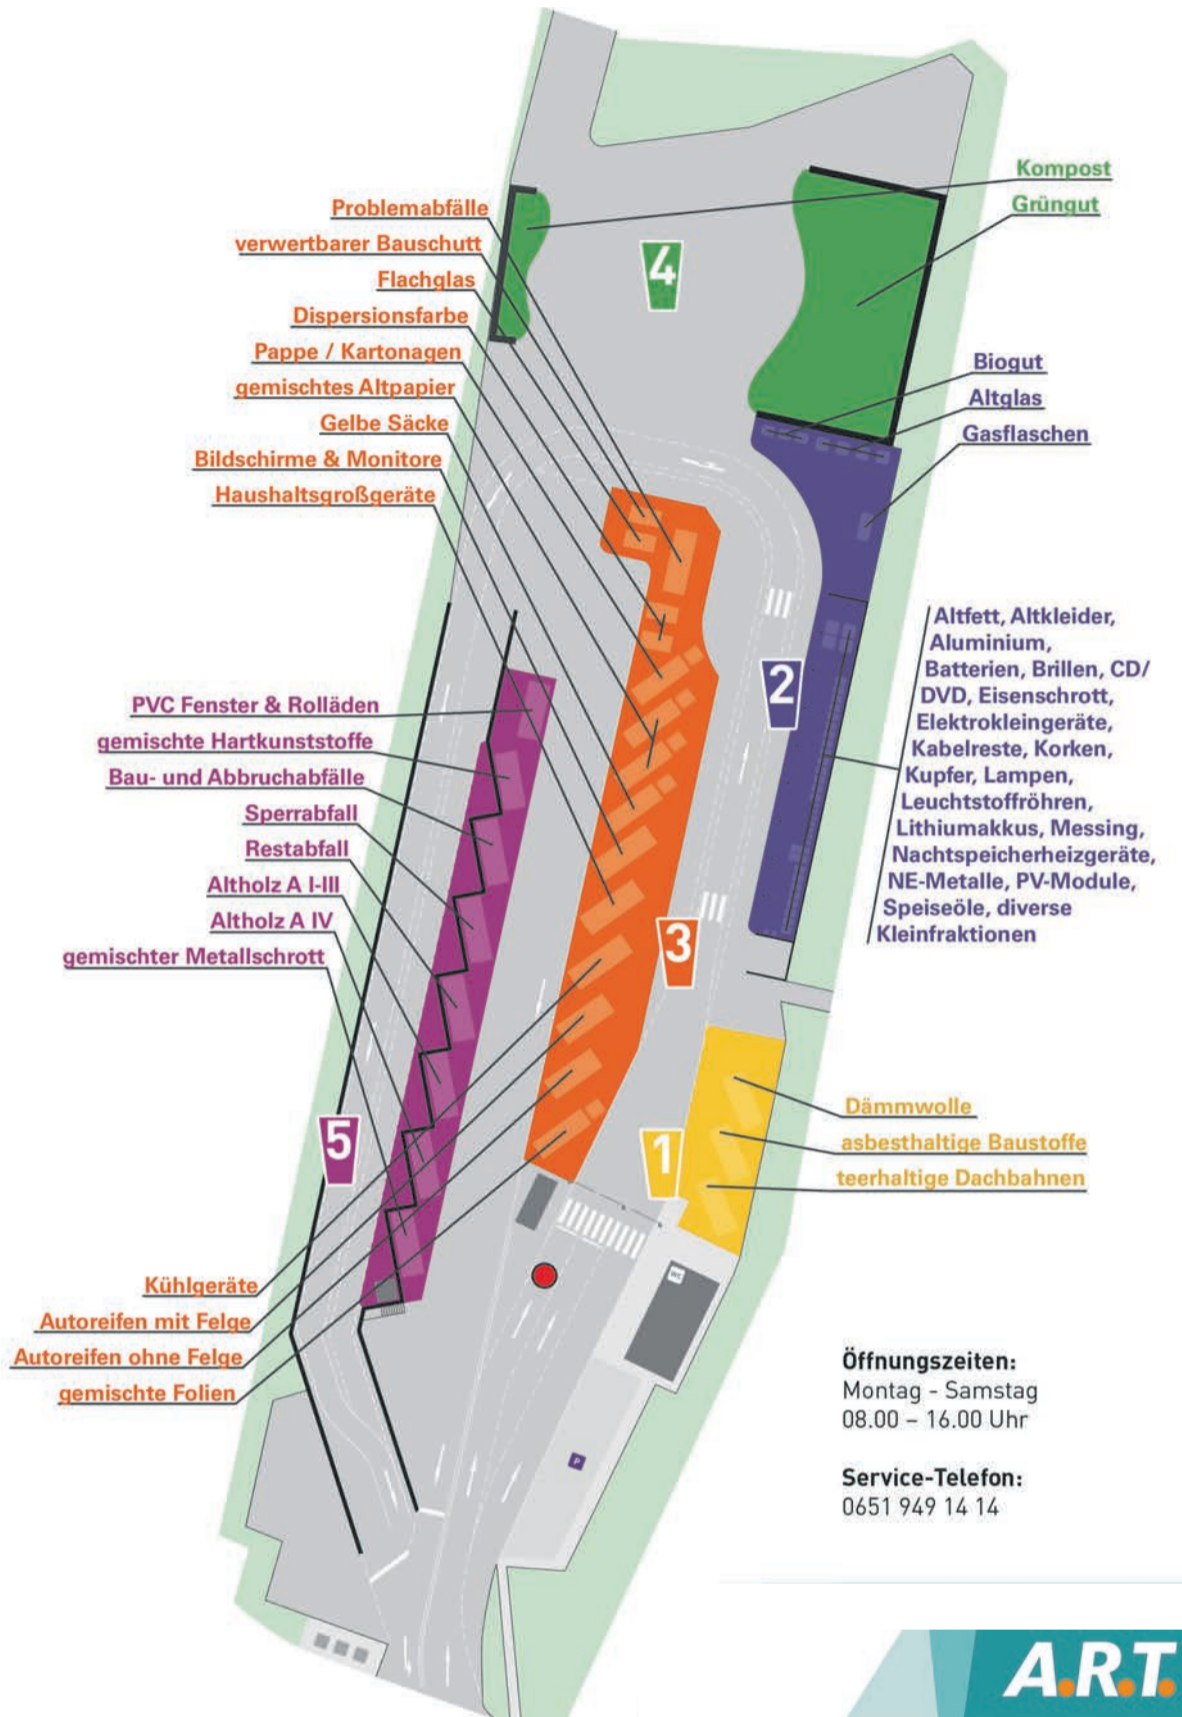 Kompost
Grüngut
4
Problemabfälle
verwertbarer Bauschutt
Flachglas
Dispersionsfarbe
Pappe / Kartonagen
gemischtes Altpapier
Gelbe Säcke
Bildschirme & Monitore
Haushaltsgroßgeräte
Biogut
Altglas
Gasflaschen
2
Altfett, Altkleider,
Aluminium,
Batterien, Brillen, CD/
DVD, Eisenschrott,
Elektrokleingeräte,
Kabelreste, Korken,
Kupfer, Lampen,
Leuchtstoffröhren,
Lithiumakkus, Messing,
Nachtspeicherheizgeräte,
NE-Metalle, PV-Module,
Speiseöle, diverse
Kleinfraktionen
PVC Fenster & Rolläden
gemischte Hartkunststoffe
Bau- und Abbruchabfälle
Sperrabfall
Restabfall
Altholz A I-III
Altholz A IV
gemischter Metallschrott
3
5
1
Dämmwolle
asbesthaltige Baustoffe
teerhaltige Dachbahnen
Kühlgeräte
Autoreifen mit Felge
Autoreifen ohne Felge
gemischte Folien
WC
P
Öffnungszeiten:
Montag - Samstag
08.00 – 16.00 Uhr
Service-Telefon:
0651 949 14 14
A.R.T.